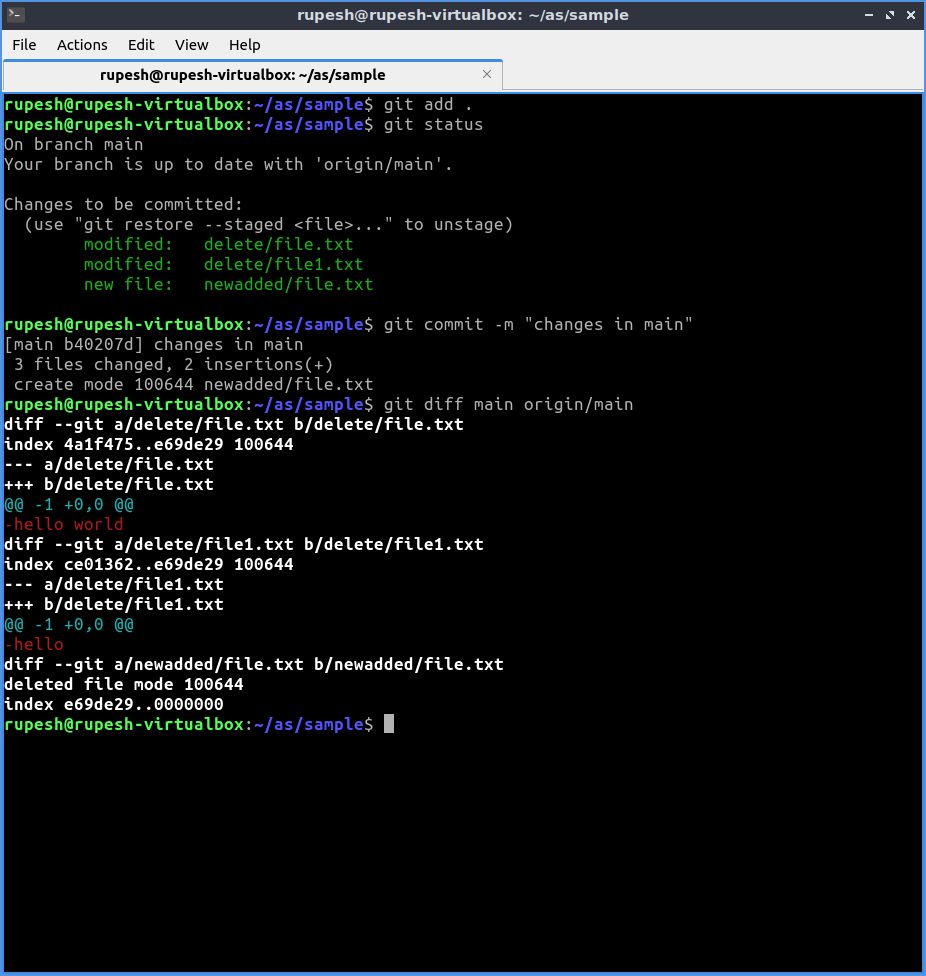 rupesh@rupesh-virtualbox: ~/as/sample
File Actions Edit View Help
rupesh@rupesh-virtualbox: ~/as/sample
rupesh@rupesh-virtualbox:~/as/sample$ git add .
rupesh@rupesh-virtualbox:~/as/sample$ git status
On branch main
Your branch is up to date with 'origin/main'.
Changes to be committed:
  (use "git restore --staged <file>..." to unstage)
        modified:   delete/file.txt
        modified:   delete/file1.txt
        new file:   newadded/file.txt
rupesh@rupesh-virtualbox:~/as/sample$ git commit -m "changes in main"
[main b40207d] changes in main
 3 files changed, 2 insertions(+)
 create mode 100644 newadded/file.txt
rupesh@rupesh-virtualbox:~/as/sample$ git diff main origin/main
diff --git a/delete/file.txt b/delete/file.txt
index 4a1f475..e69de29 100644
--- a/delete/file.txt
+++ b/delete/file.txt
@@ -1 +0,0 @@
-hello world
diff --git a/delete/file1.txt b/delete/file1.txt
index ce01362..e69de29 100644
--- a/delete/file1.txt
+++ b/delete/file1.txt
@@ -1 +0,0 @@
-hello
diff --git a/newadded/file.txt b/newadded/file.txt
deleted file mode 100644
index e69de29..0000000
rupesh@rupesh-virtualbox:~/as/sample$